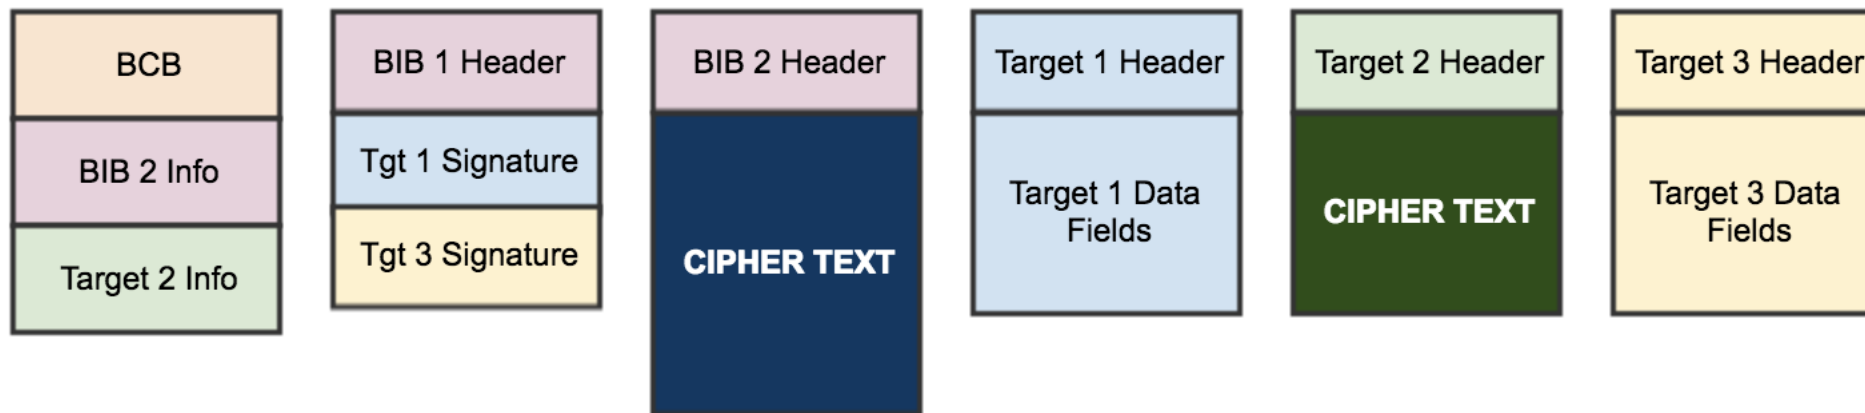 BCB
BIB 2 Info
Target 2 Info
BIB 1 Header
Tgt 1 Signature
Tgt 3 Signature
BIB 2 Header
CIPHER TEXT
Target 1 Header
Target 1 Data
Fields
Target 2 Header
CIPHER TEXT
Target 3 Header
Target 3 Data
Fields